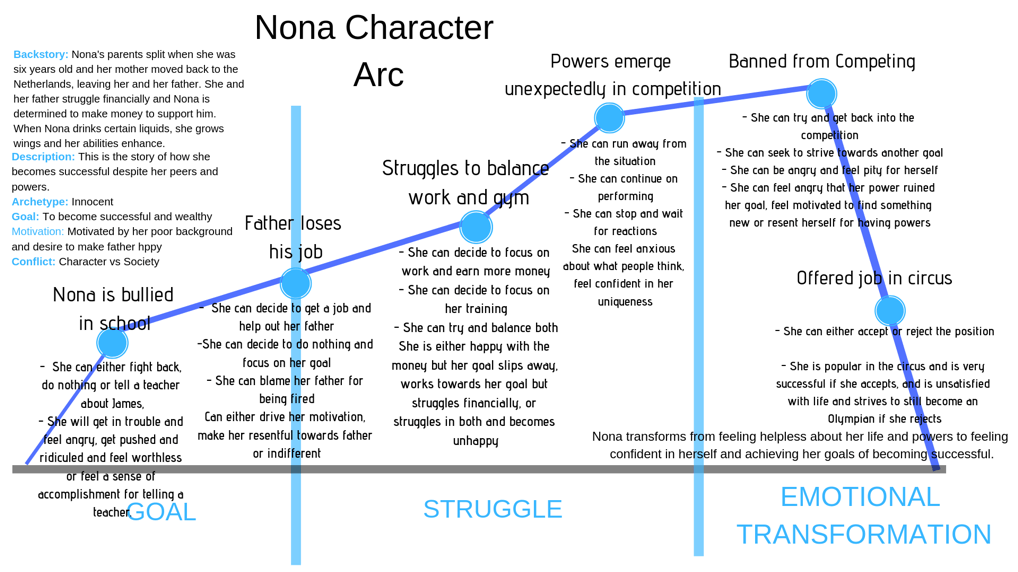 Nona Character
Arc
Backstory: Nona's parents split when she was
six years old and her mother moved back to the
Netherlands, leaving her and her father. She and
her father struggle financially and Nona is
determined to make money to support him.
When Nona drinks certain liquids, she grows
wings and her abilities enhance.
Description: This is the story of how she
becomes successful despite her peers and
powers.
Archetype: Innocent
Goal: To become successful and wealthy
Motivation: Motivated by her poor background
and desire to make father hppy
Conflict: Character vs Society
Nona is bullied
in school
- She can either fight back,
do nothing or tell a teacher
about James,
- She will get in trouble and
feel angry, get pushed and
ridiculed and feel worthless
or feel a sense of
accomplishment for telling a
teacher.
Father loses
his job
- She can decide to get a job and
help out her father
-She can decide to do nothing and
focus on her goal
- She can blame her father for
being fired
Can either drive her motivation,
make her resentful towards father
or indifferent
Struggles to balance
work and gym
- She can decide to focus on
work and earn more money
- She can decide to focus on
her training
- She can try and balance both
She is either happy with the
money but her goal slips away,
works towards her goal but
struggles financially, or
struggles in both and becomes
unhappy
Powers emerge
unexpectedly in competition
- She can run away from
the situation
- She can continue on
performing
- She can stop and wait
for reactions
She can feel anxious
about what people think,
feel confident in her
uniqueness
Banned from Competing
- She can try and get back into the
competition
- She can seek to strive towards another goal
- She can be angry and feel pity for herself
- She can feel angry that her power ruined
her goal, feel motivated to find something
new or resent herself for having powers
Offered job in circus
- She can either accept or reject the position
- She is popular in the circus and is very
successful if she accepts, and is unsatisfied
with life and strives to still become an
Olympian if she rejects
Nona transforms from feeling helpless about her life and powers to feeling
confident in herself and achieving her goals of becoming successful.
GOAL
STRUGGLE
EMOTIONAL
TRANSFORMATION